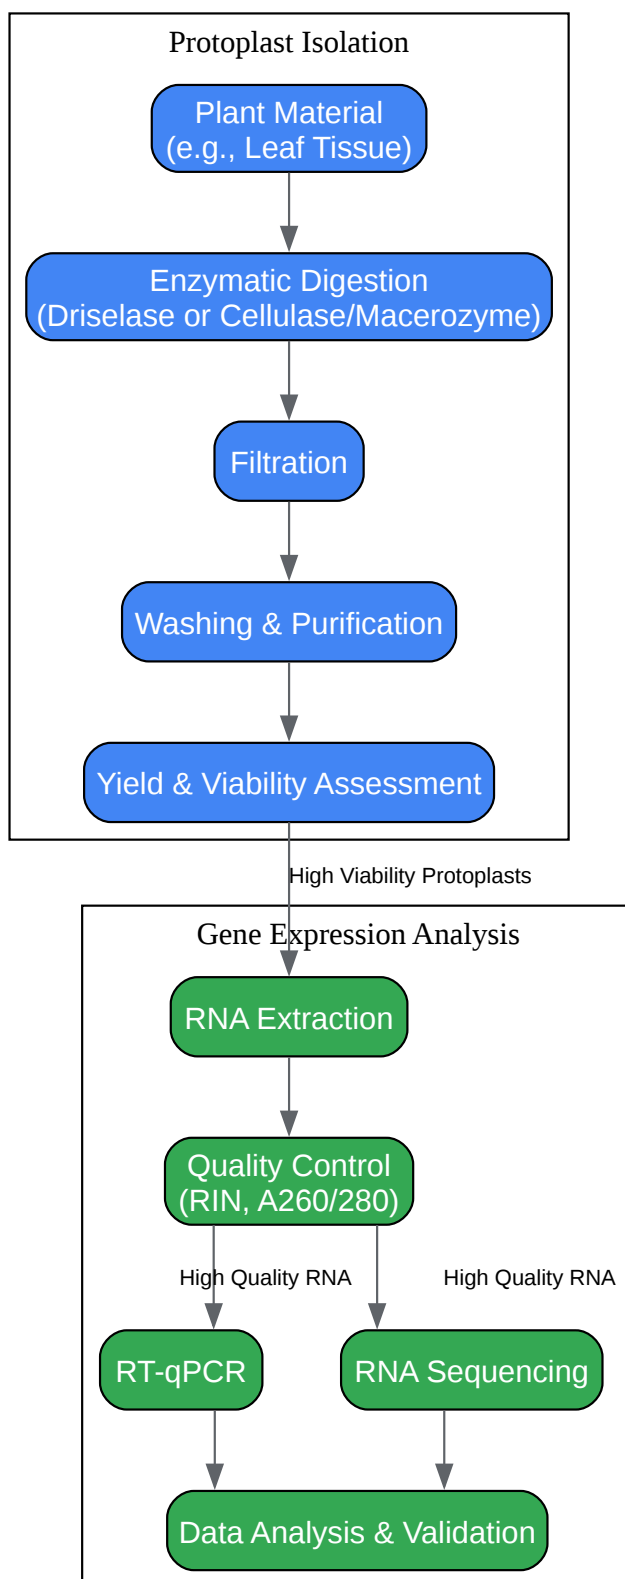 Protoplast Isolation
Plant Material
(e.g., Leaf Tissue)
Enzymatic Digestion
(Driselase or Cellulase/Macerozyme)
Filtration
Washing & Purification
Yield & Viability Assessment
High Viability Protoplasts
Gene Expression Analysis
RNA Extraction
Quality Control
(RIN, A260/280)
High Quality RNA
High Quality RNA
RT-qPCR
RNA Sequencing
Data Analysis & Validation